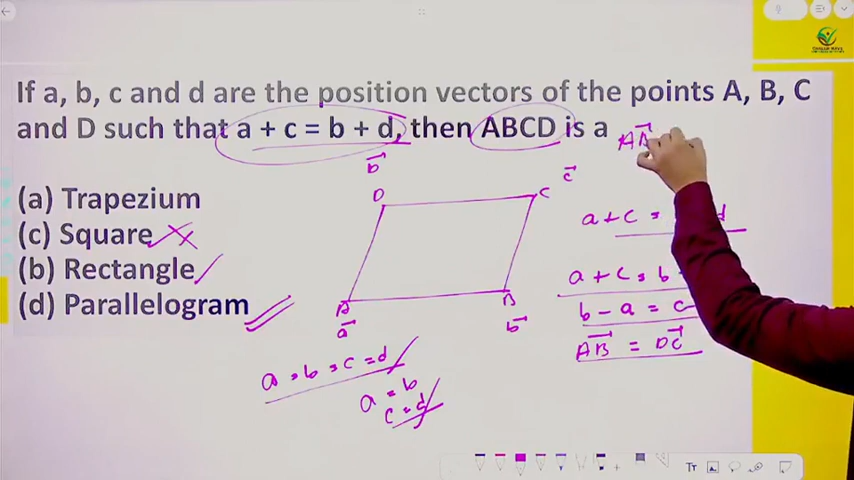 If a, b, c and d are the position vectors of the points A, B, C
and D such that a + c = b + d, then ABCD is a
(a) Trapezium
(c) Square
(b) Rectangle
(d) Parallelogram
D
C
c
A
a
B
b
a = b = c = d
a = b
c = d
a + c =
a + c = b
b - a = c
AB = DC
Tт